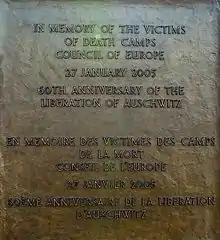 IN MEMORY OF THE VICTIMS
OF DEATH CAMPS
COUNCIL OF EUROPE
27 JANUARY 2005
60TH ANNIVERSARY OF THE
LIBERATION OF AUSCHWITZ
EN MEMOIRE DES VICTIMES DES CAMPS
DE LA MORT
CONSEIL DE L'EUROPE
27 JANVIER 2005
60EME ANNIVERSAIRE DE LA LIBERATION
D'AUSCHWITZ